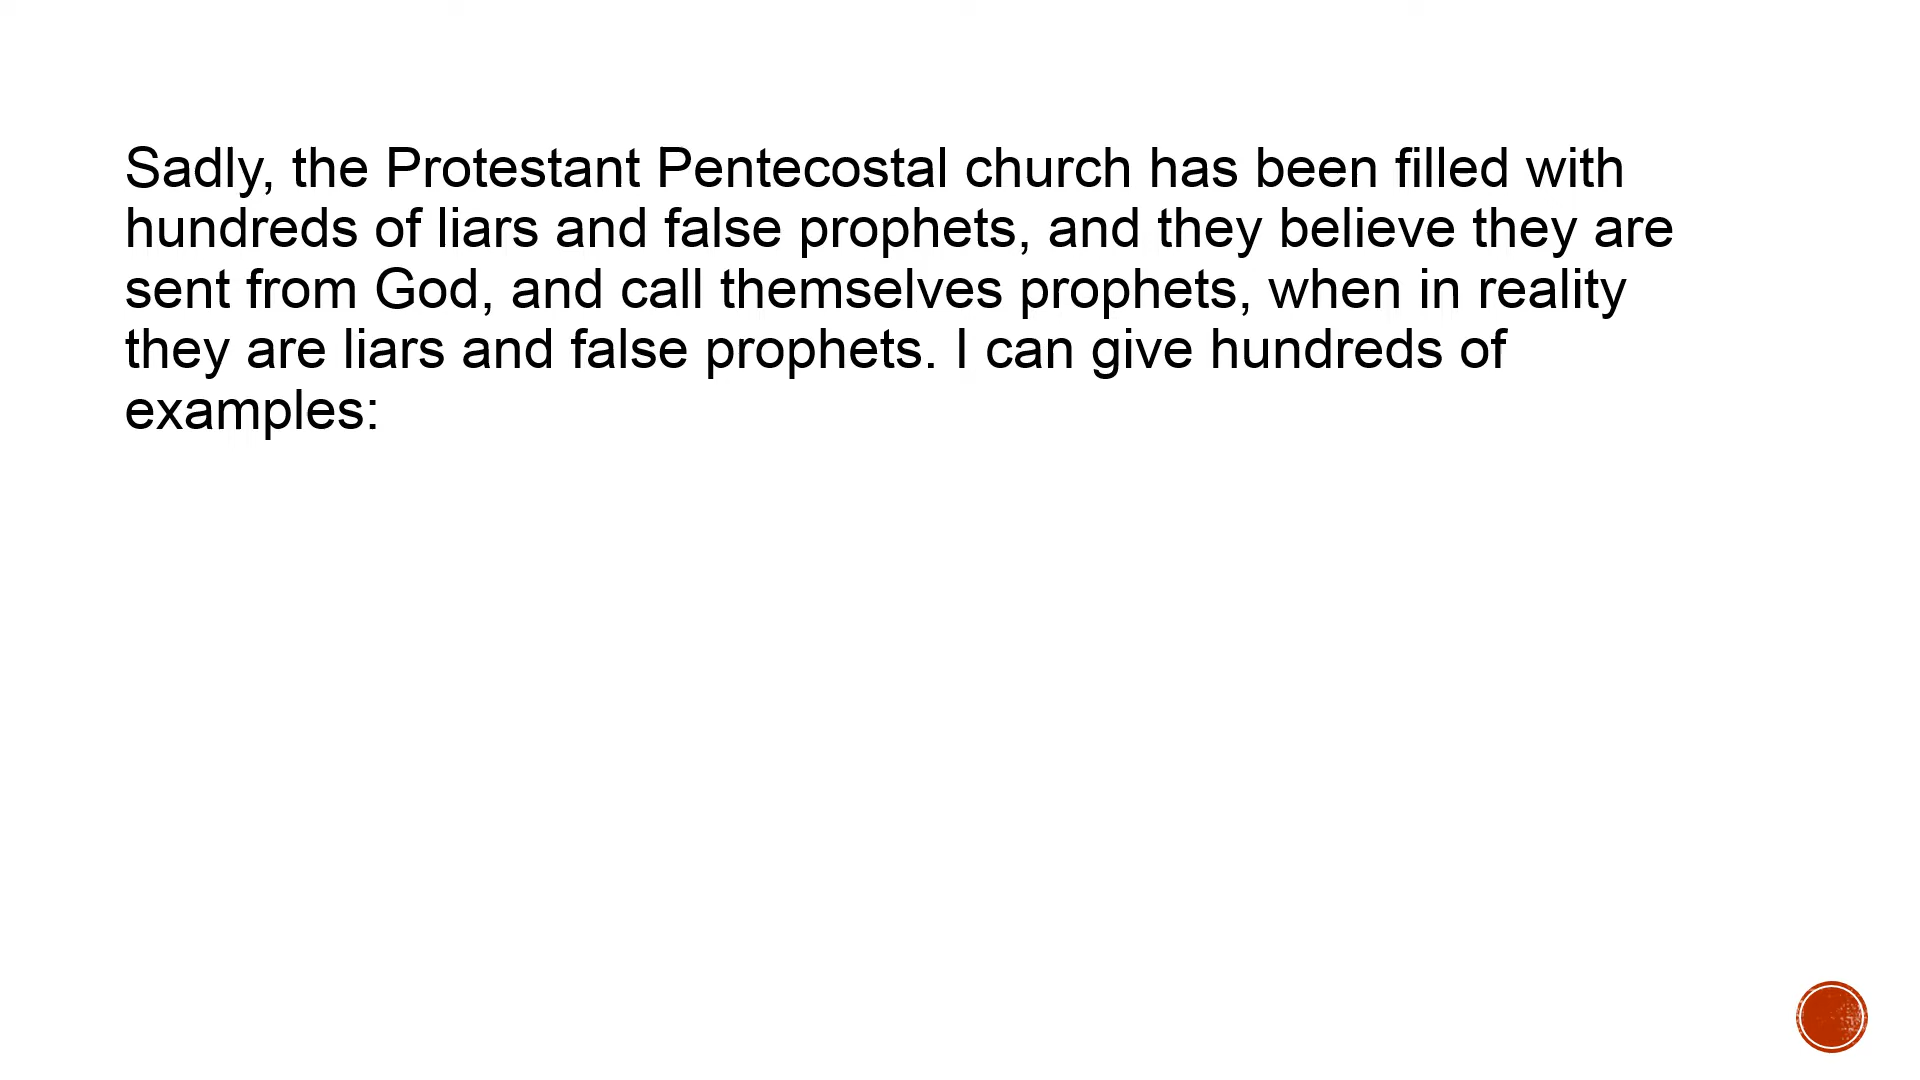 Sadly, the Protestant Pentecostal church has been filled with
hundreds of liars and false prophets, and they believe they are
sent from God, and call themselves prophets, when in reality
they are liars and false prophets. I can give hundreds of
examples: